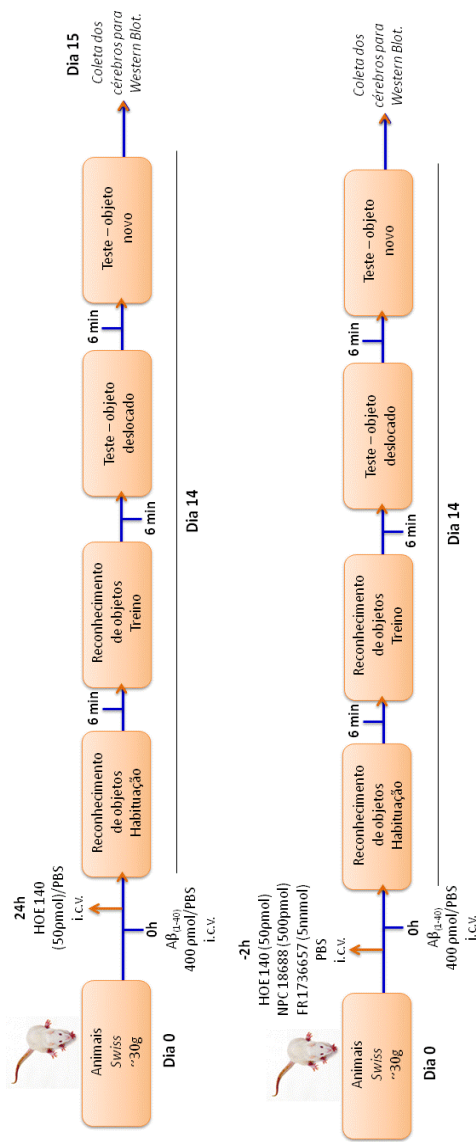 Animais
Swiss
~30g
Dia 0
24h
HOE 140
(50pmol)/PBS
i.c.v.
0h
Aβ(1-40)
400 pmol/PBS
i.c.v.
Reconhecimento
de objetos
Habituação
6 min
Reconhecimento
de objetos
Treino
6 min
Teste – objeto
deslocado
6 min
Teste – objeto
novo
Dia 14
Dia 15
Coleta dos
cérebros para
Western Blot.
Animais
Swiss
~30g
Dia 0
-2h
HOE 140 (50pmol)
NPC 18688 (500pmol)
FR 1736657 (5nnmol)
PBS
i.c.v.
0h
Aβ(1-40)
400 pmol/PBS
i.c.v.
Reconhecimento
de objetos
Habituação
6 min
Reconhecimento
de objetos
Treino
6 min
Teste – objeto
deslocado
6 min
Teste – objeto
novo
Dia 14
Coleta dos
cérebros para
Western Blot.